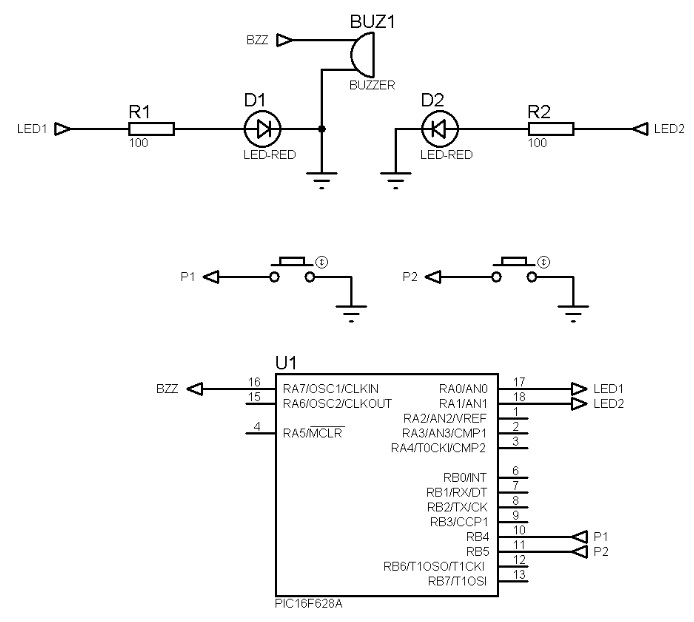 BUZ1
BZZ
BUZZER
R1
D1
D2
R2
LED1
LED2
100
LED-RED
LED-RED
100
P1
P2
U1
BZZ
16
RA7/OSC1/CLKIN
RA0/AN0
17
LED1
15
RA6/OSC2/CLKOUT
RA1/AN1
18
LED2
RA2/AN2/VREF
1
4
RA5/MCLR
RA3/AN3/CMP1
2
RA4/T0CKI/CMP2
3
RB0/INT
6
RB1/RX/DT
7
RB2/TX/CK
8
RB3/CCP1
9
RB4
10
P1
RB5
11
P2
RB6/T1OSO/T1CKI
12
RB7/T1OSI
13
PIC16F628A